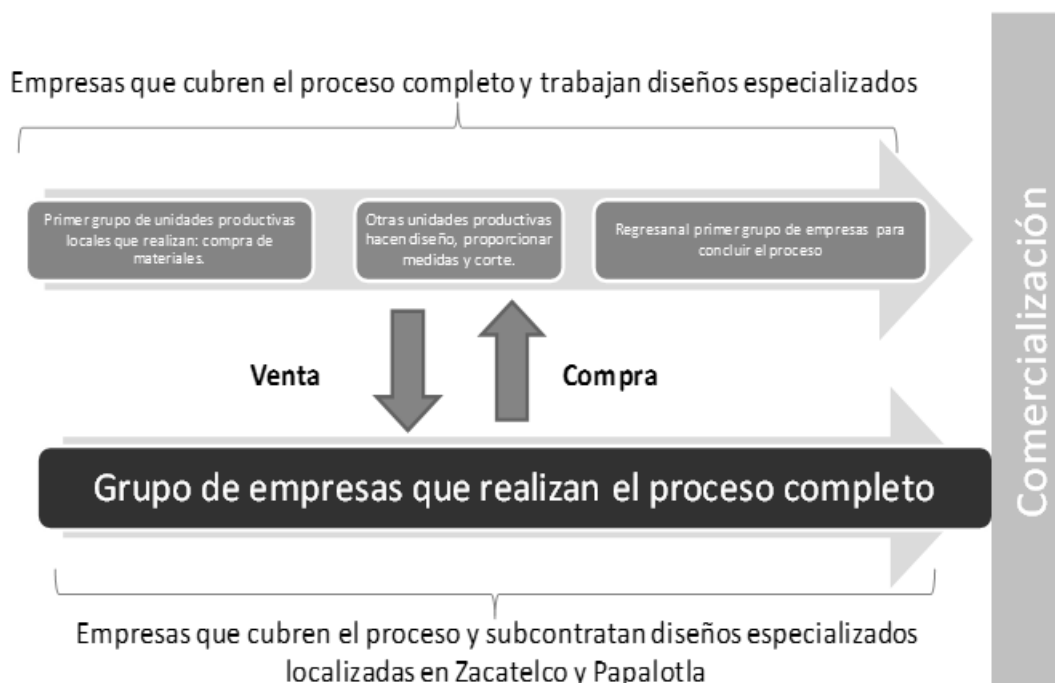 Empresas que cubren el proceso completo y trabajan diseños especializados
Primer grupo de unidades productivas
locales que realizan: compra de
materiales.
Otras unidades productivas
hacen diseño, proporcionar
medidas y corte.
Regresan al primer grupo de empresas para
concluir el proceso
Venta
Compra
Grupo de empresas que realizan el proceso completo
Empresas que cubren el proceso y subcontratan diseños especializados
localizadas en Zacatelco y Papalotla
Comercialización